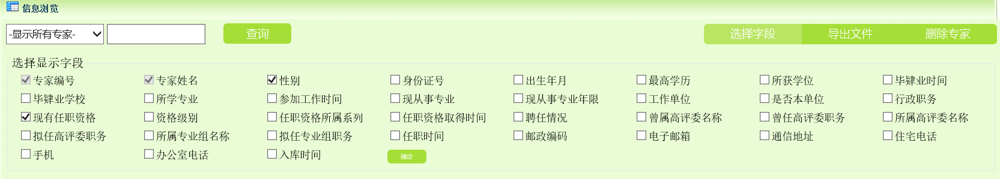 信息浏览
-显示所有专家- 查询 选择字段 导出文件 删除专家
选择显示字段
专家编号 专家姓名 性别 身份证号 出生年月 最高学历 所获学位 毕肄业时间
毕肄业学校 所学专业 参加工作时间 现从事专业 现从事专业年限 工作单位 是否本单位 行政职务
现有任职资格 资格级别 任职资格所属系列 任职资格取得时间 聘任情况 曾属高评委名称 曾任高评委职务 所属高评委名称
拟任高评委职务 所属专业组名称 拟任专业组职务 任职时间 邮政编码 电子邮箱 通信地址 住宅电话
手机 办公室电话 入库时间 确定